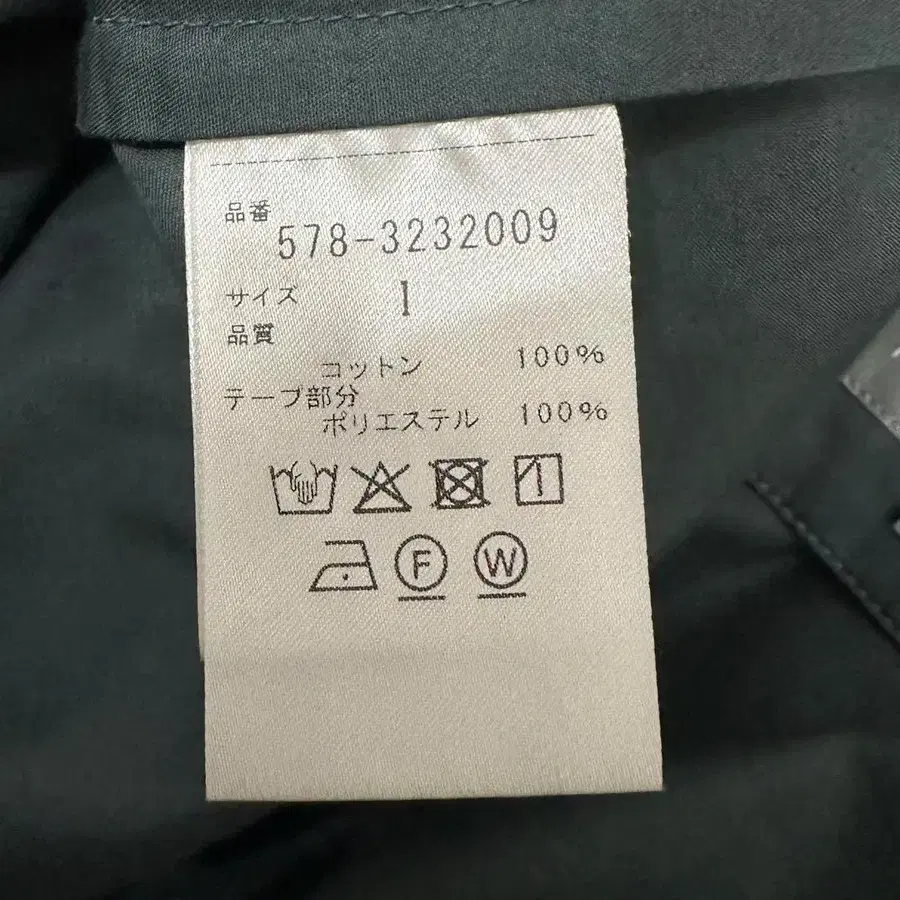 品番
578-3232009
サイズ 1
品質
コットン 100%
テープ部分
ポリエステル 100%
F W